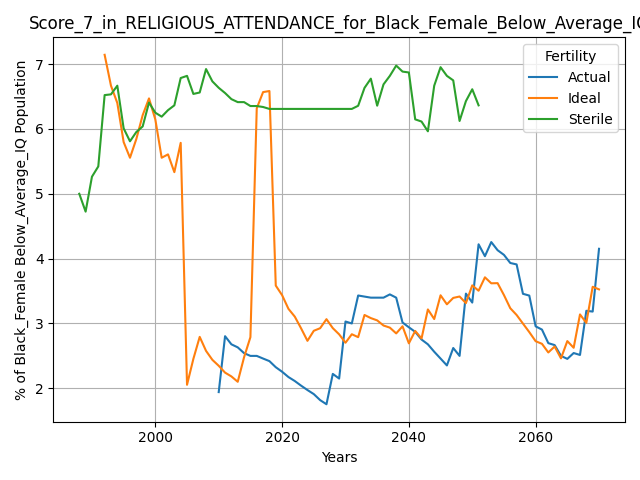 Score_7_in_RELIGIOUS_ATTENDANCE_for_Black_Female_Below_Average_IQ
Fertility
Actual
Ideal
Sterile
% of Black_Female Below_Average_IQ Population
7
6
5
4
3
2
2000 2020 2040 2060
Years